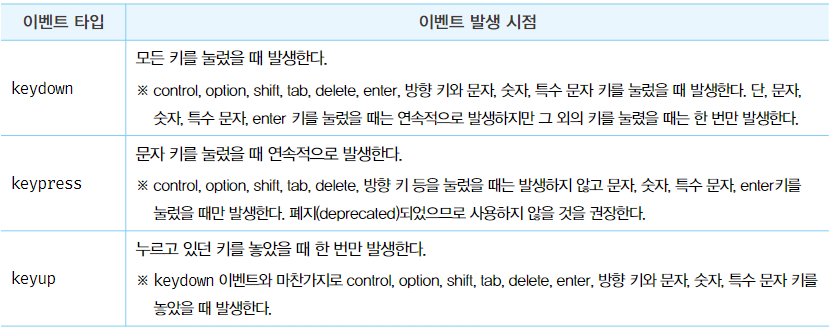 이벤트 타입 이벤트 발생 시점
모든 키를 눌렀을 때 발생한다.
keydown
※ control, option, shift, tab, delete, enter, 방향 키와 문자, 숫자, 특수 문자 키를 눌렀을 때 발생한다. 단, 문자,
숫자, 특수 문자, enter 키를 눌렀을 때는 연속적으로 발생하지만 그 외의 키를 눌렀을 때는 한 번만 발생한다.
문자 키를 눌렀을 때 연속적으로 발생한다.
keypress
※ control, option, shift, tab, delete, 방향 키 등을 눌렀을 때는 발생하지 않고 문자, 숫자, 특수 문자, enter키를
눌렀을 때만 발생한다. 폐지(deprecated)되었으므로 사용하지 않을 것을 권장한다.
누르고 있던 키를 놓았을 때 한 번만 발생한다.
keyup
※ keydown 이벤트와 마찬가지로 control, option, shift, tab, delete, enter, 방향 키와 문자, 숫자, 특수 문자 키를
놓았을 때 발생한다.